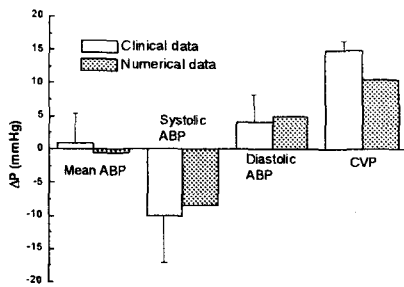 20
15
10
5
0
-5
-10
-15
-20
ΔP (mmHg)
Clinical data
Numerical data
Mean ABP
Systolic
ABP
Diastolic
ABP
CVP